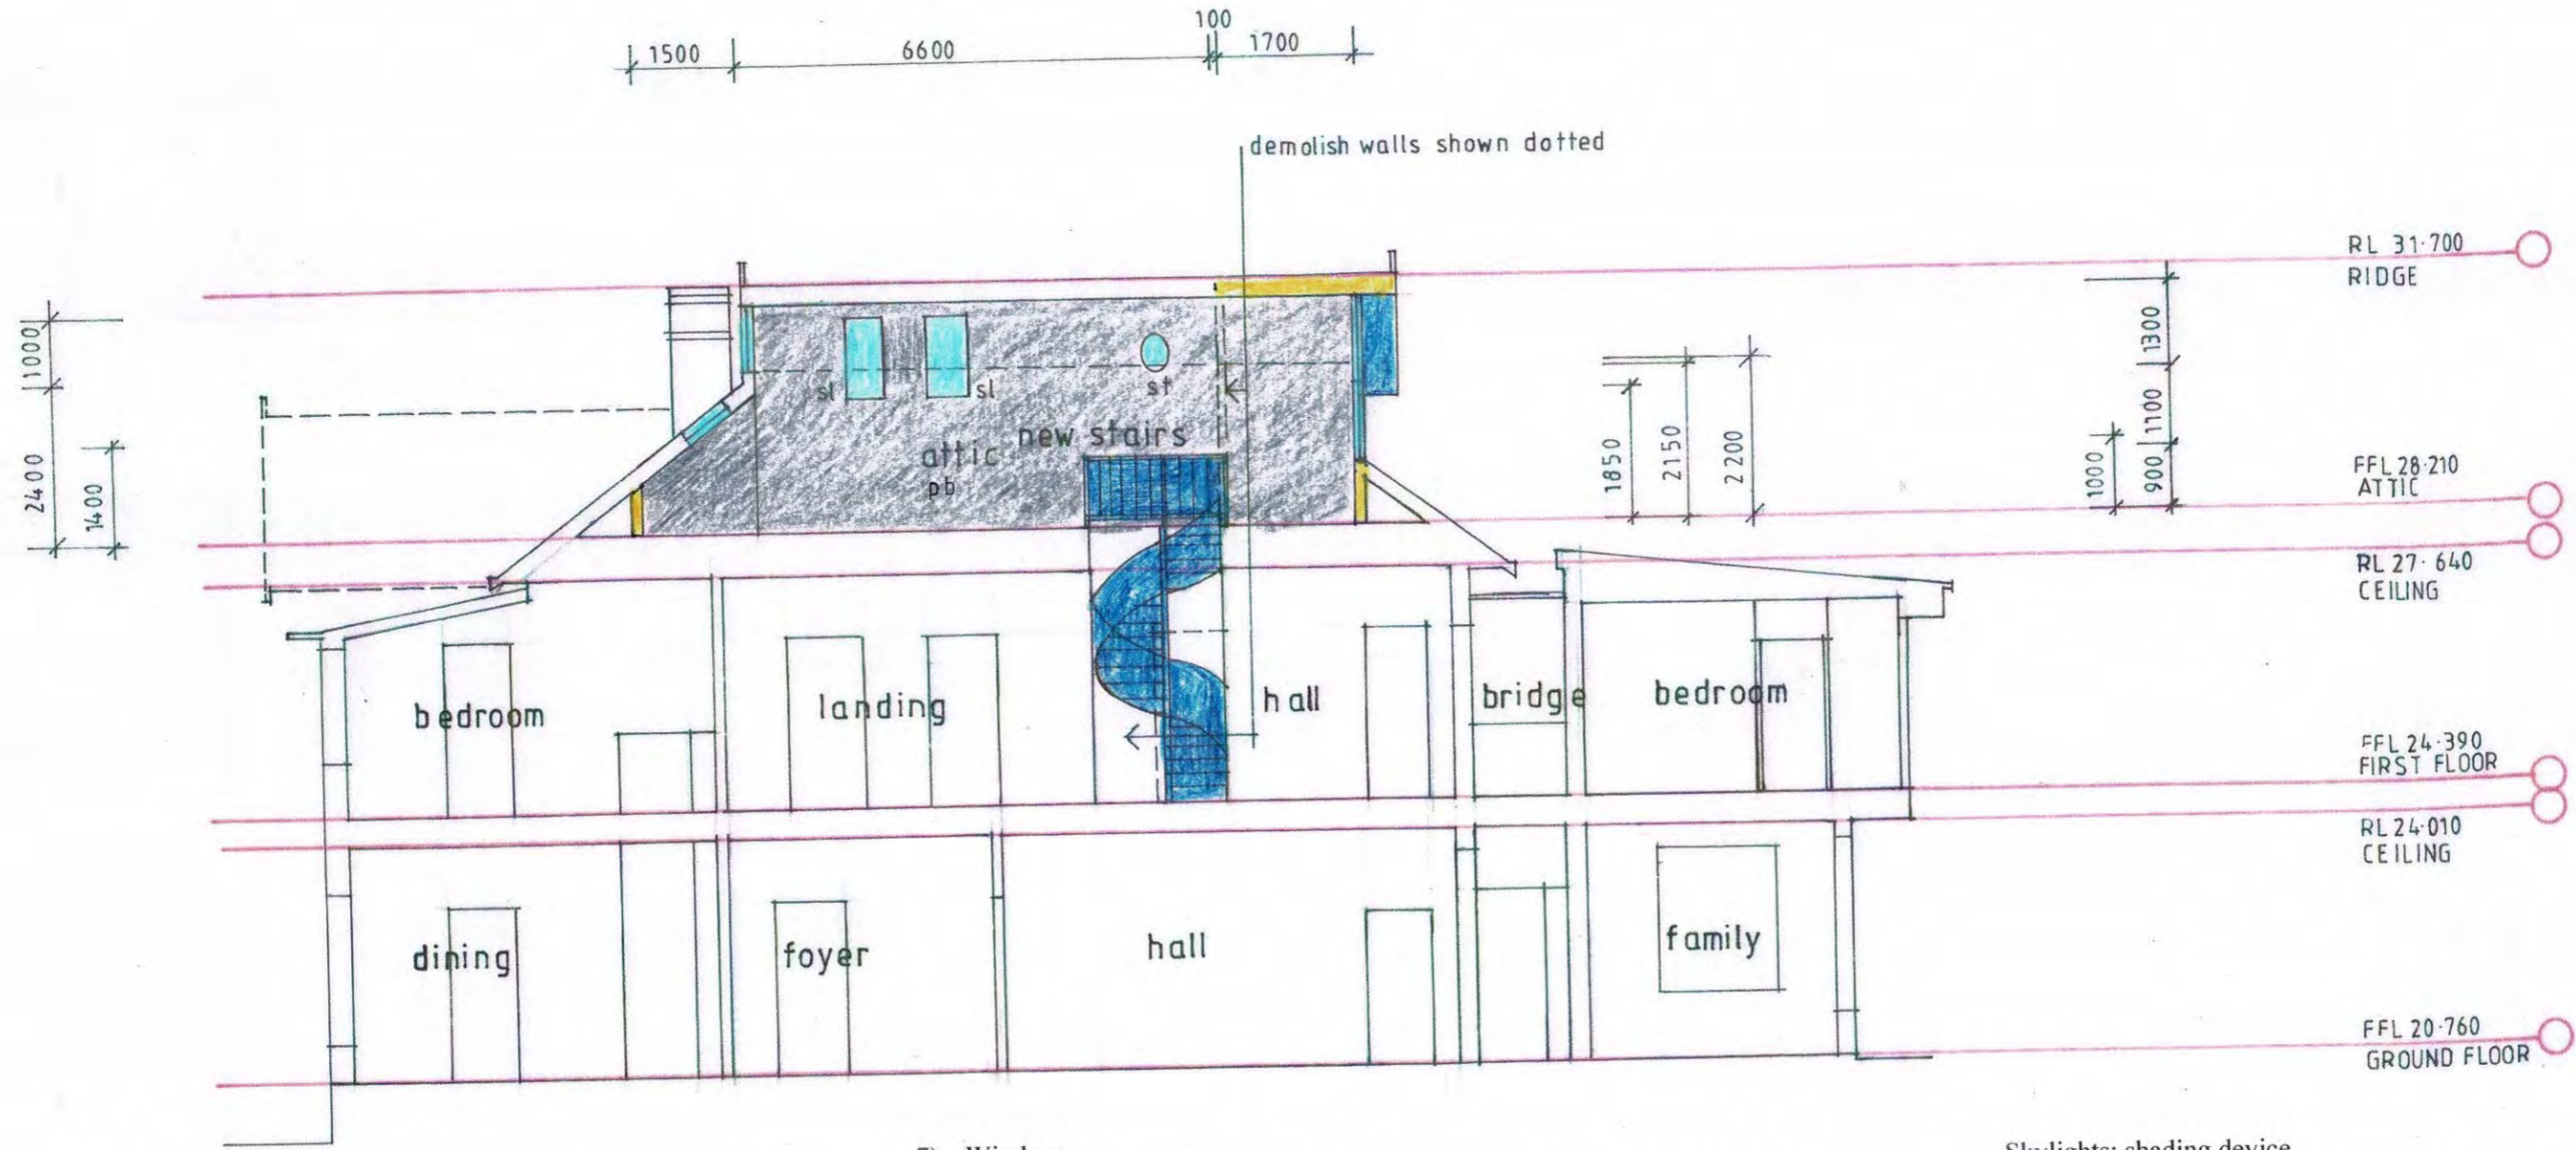 100
1500
6600
1700
demolish walls shown dotted
RL 31·700
RIDGE
1000
2400
1400
sl
sl
st
new stairs
attic
pb
1850
2150
2200
1300
1100
1000
900
FFL 28·210
ATTIC
RL 27·640
CEILING
bedroom
landing
hall
bridge
bedroom
FFL 24·390
FIRST FLOOR
RL 24·010
CEILING
dining
foyer
hall
family
FFL 20·760
GROUND FLOOR
Skylights: shading device